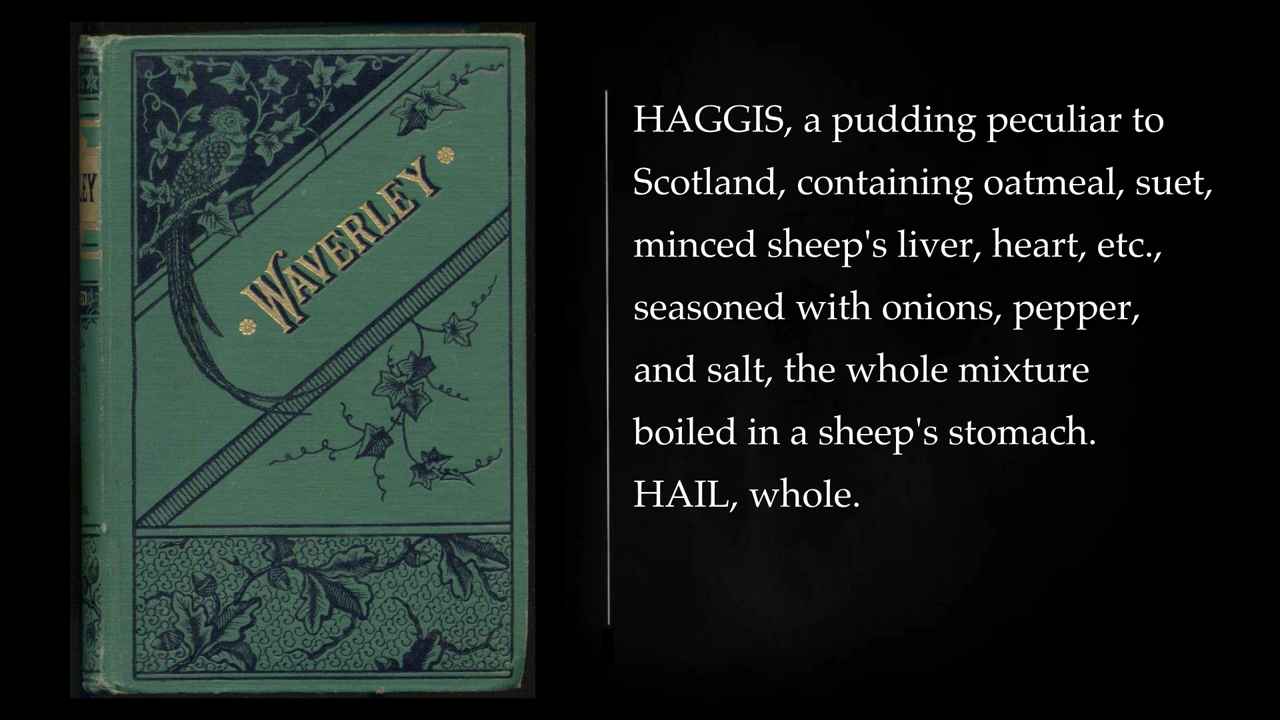 WAVERLEY
HAGGIS, a pudding peculiar to
Scotland, containing oatmeal, suet,
minced sheep's liver, heart, etc.,
seasoned with onions, pepper,
and salt, the whole mixture
boiled in a sheep's stomach.
HAIL, whole.